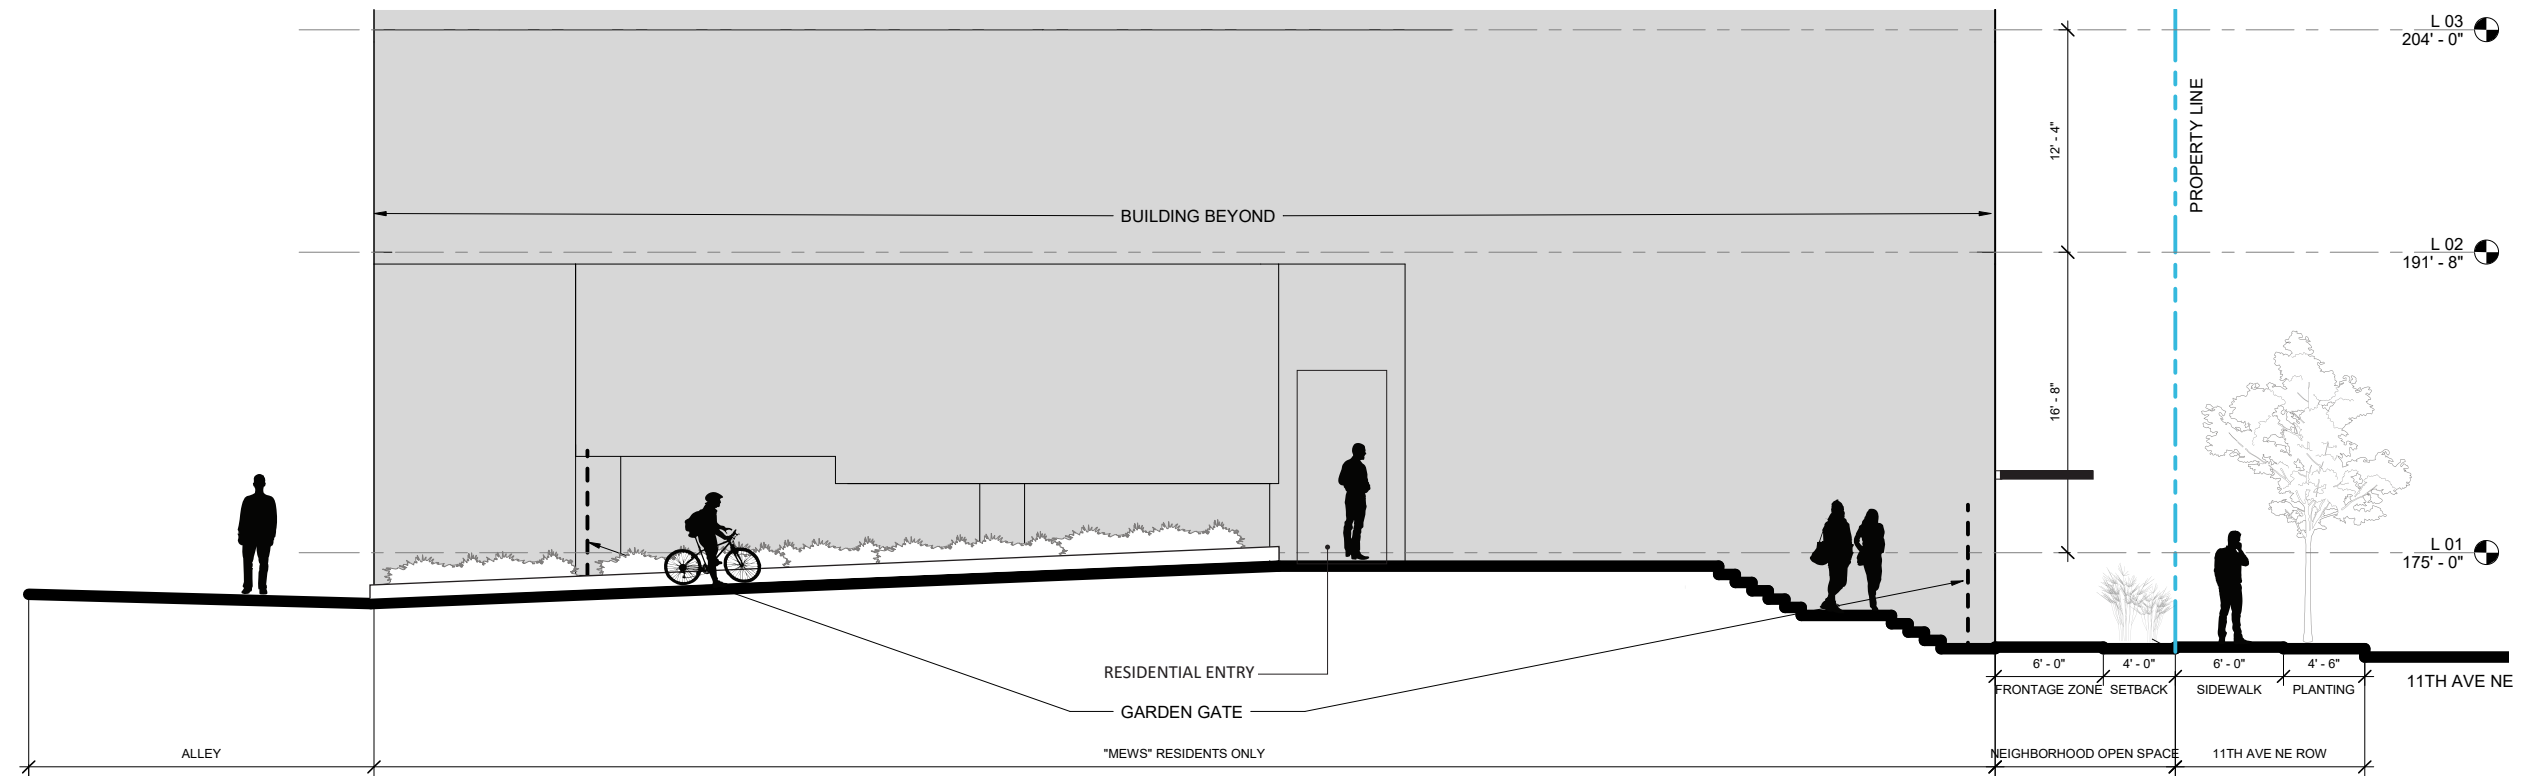 L 03
204' - 0"
PROPERTY LINE
12' - 4"
BUILDING BEYOND
L 02
191' - 8"
16' - 8"
L 01
175' - 0"
RESIDENTIAL ENTRY
GARDEN GATE
6' - 0"
4' - 0"
6' - 0"
4' - 6"
FRONTAGE ZONE
SETBACK
SIDEWALK
PLANTING
11TH AVE NE
ALLEY
"MEWS" RESIDENTS ONLY
NEIGHBORHOOD OPEN SPACE
11TH AVE NE ROW